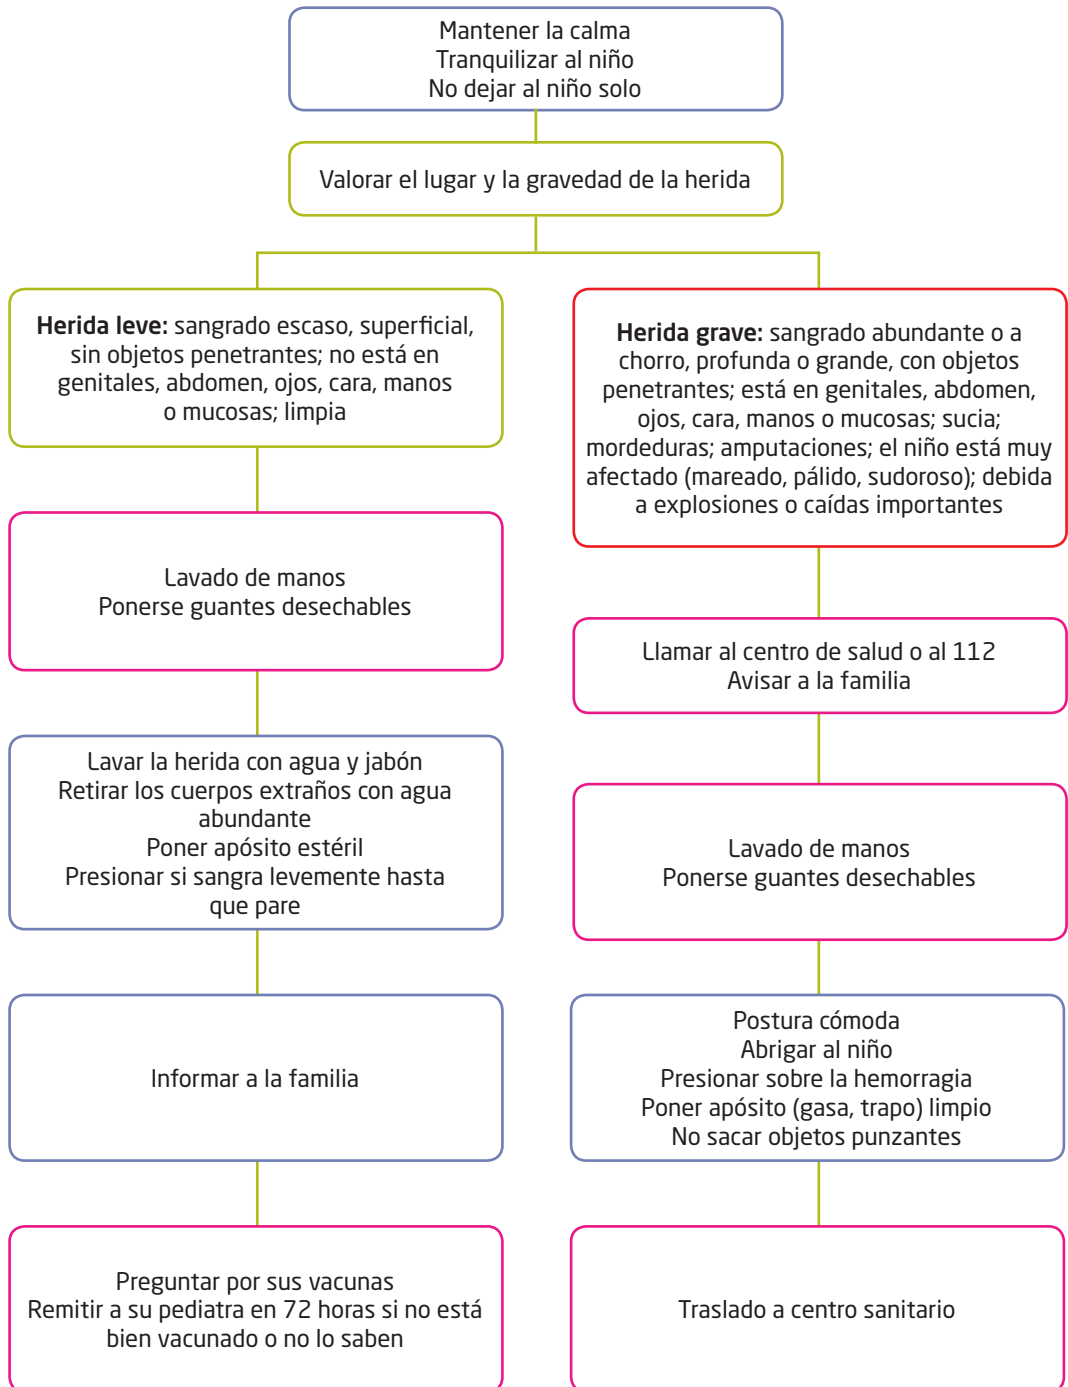 Mantener la calma
Tranquilizar al niño
No dejar al niño solo
Valorar el lugar y la gravedad de la herida
Herida leve: sangrado escaso, superficial,
sin objetos penetrantes; no está en
genitales, abdomen, ojos, cara, manos
o mucosas; limpia
Lavado de manos
Ponerse guantes desechables
Lavar la herida con agua y jabón
Retirar los cuerpos extraños con agua
abundante
Poner apósito estéril
Presionar si sangra levemente hasta
que pare
Informar a la familia
Preguntar por sus vacunas
Remitir a su pediatra en 72 horas si no está
bien vacunado o no lo saben
Herida grave: sangrado abundante o a
chorro, profunda o grande, con objetos
penetrantes; está en genitales, abdomen,
ojos, cara, manos o mucosas; sucia;
mordeduras; amputaciones; el niño está muy
afectado (mareado, pálido, sudoroso); debida
a explosiones o caídas importantes
Llamar al centro de salud o al 112
Avisar a la familia
Lavado de manos
Ponerse guantes desechables
Postura cómoda
Abrigar al niño
Presionar sobre la hemorragia
Poner apósito (gasa, trapo) limpio
No sacar objetos punzantes
Traslado a centro sanitario